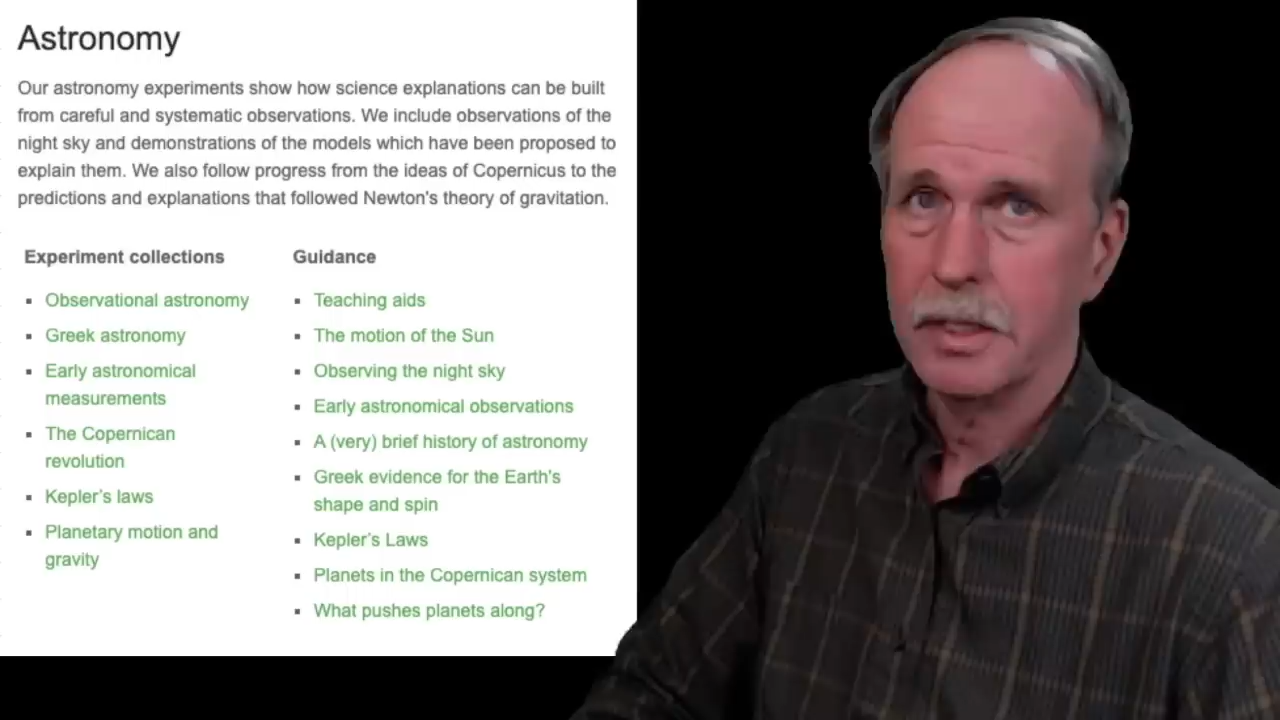 Astronomy
Our astronomy experiments show how science explanations can be built
from careful and systematic observations. We include observations of the
night sky and demonstrations of the models which have been proposed to
explain them. We also follow progress from the ideas of Copernicus to the
predictions and explanations that followed Newton's theory of gravitation.
Experiment collections
Observational astronomy
Greek astronomy
Early astronomical
measurements
The Copernican
revolution
Kepler’s laws
Planetary motion and
gravity
Guidance
Teaching aids
The motion of the Sun
Observing the night sky
Early astronomical observations
A (very) brief history of astronomy
Greek evidence for the Earth's
shape and spin
Kepler’s Laws
Planets in the Copernican system
What pushes planets along?